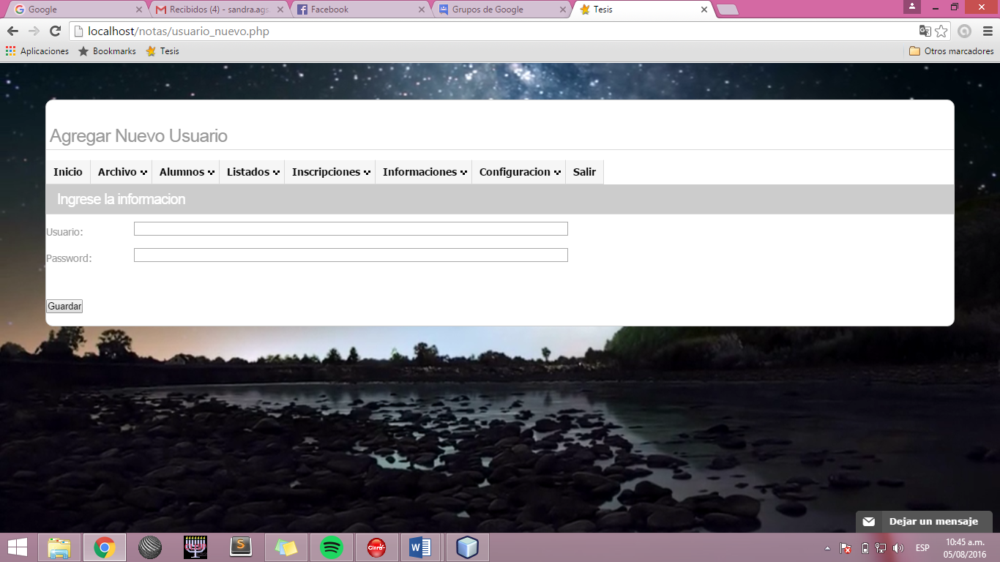 Google
Recibidos (4) - sandra.ags
Facebook
Grupos de Google
Tesis
localhost/notas/usuario_nuevo.php
Aplicaciones
Bookmarks
Tesis
Otros marcadores
Agregar Nuevo Usuario
Inicio
Archivo
Alumnos
Listados
Inscripciones
Informaciones
Configuracion
Salir
Ingrese la informacion
Usuario:
Password:
Guardar
Dejar un mensaje
Claro
ESP
10:45 a.m.
05/08/2016